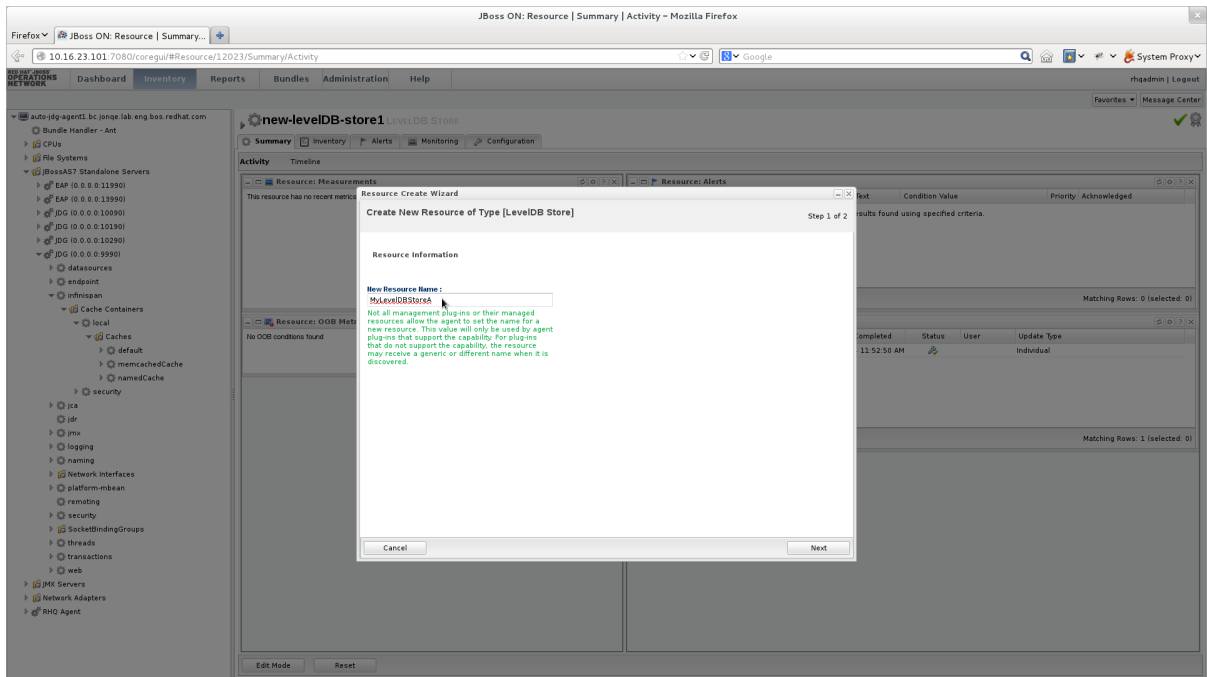 JBoss ON: Resource | Summary | Activity - Mozilla Firefox
Firefox
JBoss ON: Resource | Summary...
10.16.23.101:7080/coregui/#Resource/12023/Summary/Activity
Google
System Proxy
RED HAT JBOSS
OPERATIONS
NETWORK
Dashboard Inventory Reports Bundles Administration Help
rhqadmin | Logout
Favorites Message Center
auto-jdg-agent1.bc.jonqe.lab.eng.bos.redhat.com
Bundle Handler - Ant
CPUs
File Systems
JBossAS7 Standalone Servers
EAP (0.0.0.0:11990)
EAP (0.0.0.0:13990)
JDG (0.0.0.0:10090)
JDG (0.0.0.0:10190)
JDG (0.0.0.0:10290)
JDG (0.0.0.0:9990)
datasources
endpoint
infinispan
Cache Containers
local
Caches
default
memcachedCache
namedCache
security
jca
jdr
jmx
logging
naming
Network Interfaces
platform-mbean
remoting
security
SocketBindingGroups
threads
transactions
web
JMX Servers
Network Adapters
RHQ Agent
new-levelDB-store1 LEVELDB STORE
Summary Inventory Alerts Monitoring Configuration
Activity Timeline
Resource: Measurements
This resource has no recent metrics
Resource: OOB Met
No OOB conditions found
Resource: Alerts
Text Condition Value Priority Acknowledged
esults found using specified criteria.
Matching Rows: 0 (selected: 0)
ompleted Status User Update Type
11:52:50 AM Individual
Matching Rows: 1 (selected: 0)
Resource Create Wizard
Create New Resource of Type [LevelDB Store]
Step 1 of 2
Resource Information
New Resource Name :
MyLevelDBStoreA
Not all management plug-ins or their managed
resources allow the agent to set the name for a
new resource. This value will only be used by agent
plug-ins that support the capability. For plug-ins
that do not support the capability, the resource
may receive a generic or different name when it is
discovered.
Cancel Next
Edit Mode Reset